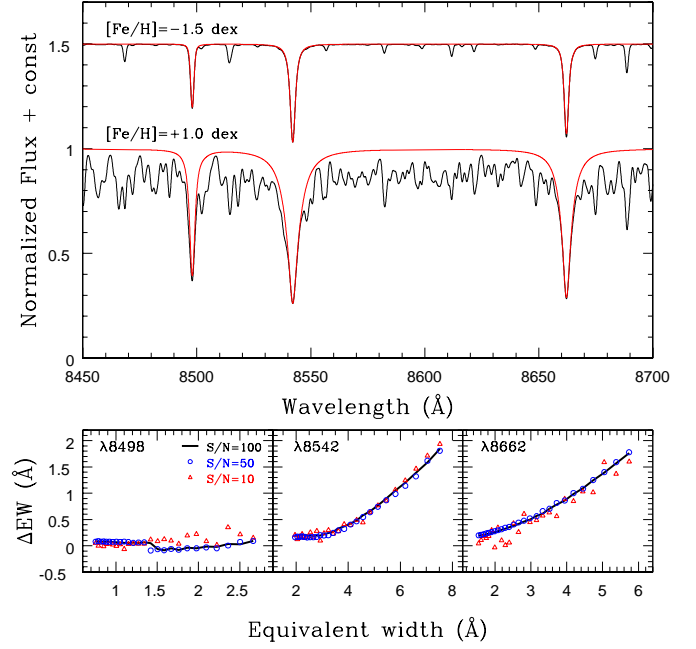 [Fe/H]=−1.5 dex
[Fe/H]=+1.0 dex
Normalized Flux + const
1.5
1
0.5
0
8450 8500 8550 8600 8650 8700
Wavelength (Å)
λ8498
S/N=100
S/N=50
S/N=10
λ8542
λ8662
ΔEW (Å)
2
1.5
1
0.5
0
-0.5
1 1.5 2 2.5
2 4 6 8
2 3 4 5 6
Equivalent width (Å)